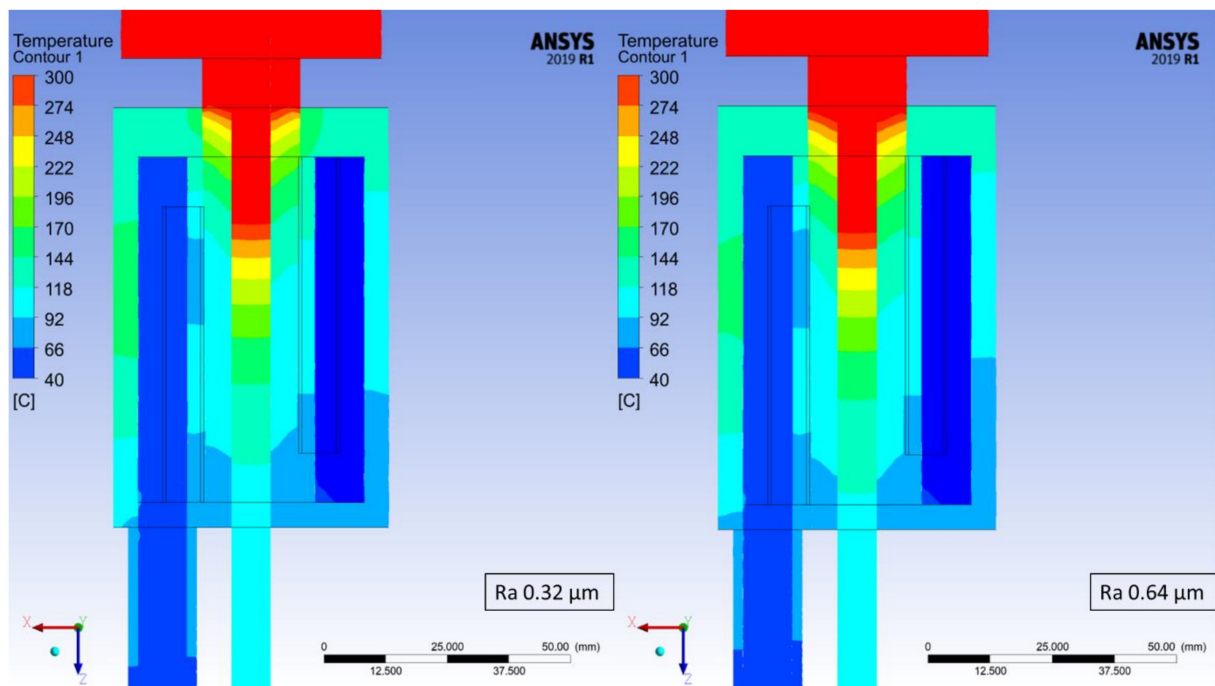 Temperature
Contour 1
300
274
248
222
196
170
144
118
92
66
40
[C]
ANSYS
2019 R1
Ra 0.32 μm
X
Y
Z
0
25.000
50.00 (mm)
12.500
37.500
Temperature
Contour 1
300
274
248
222
196
170
144
118
92
66
40
[C]
ANSYS
2019 R1
Ra 0.64 μm
X
Y
Z
0
25.000
50.00 (mm)
12.500
37.500